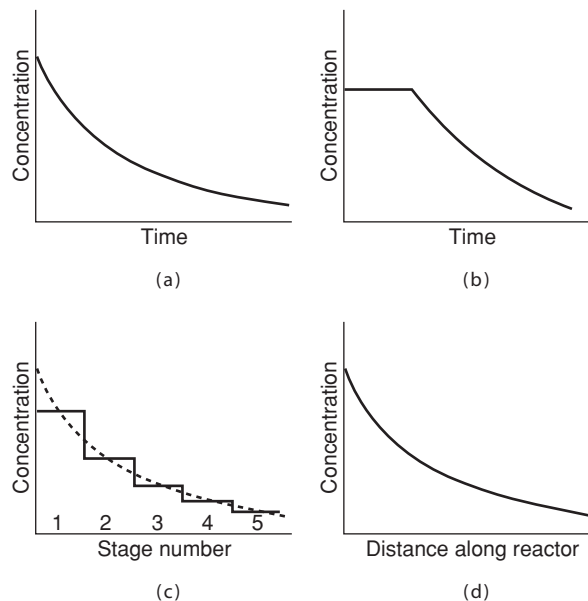 Concentration
Time
(a)
Concentration
Time
(b)
Concentration
1 2 3 4 5
Stage number
(c)
Concentration
Distance along reactor
(d)